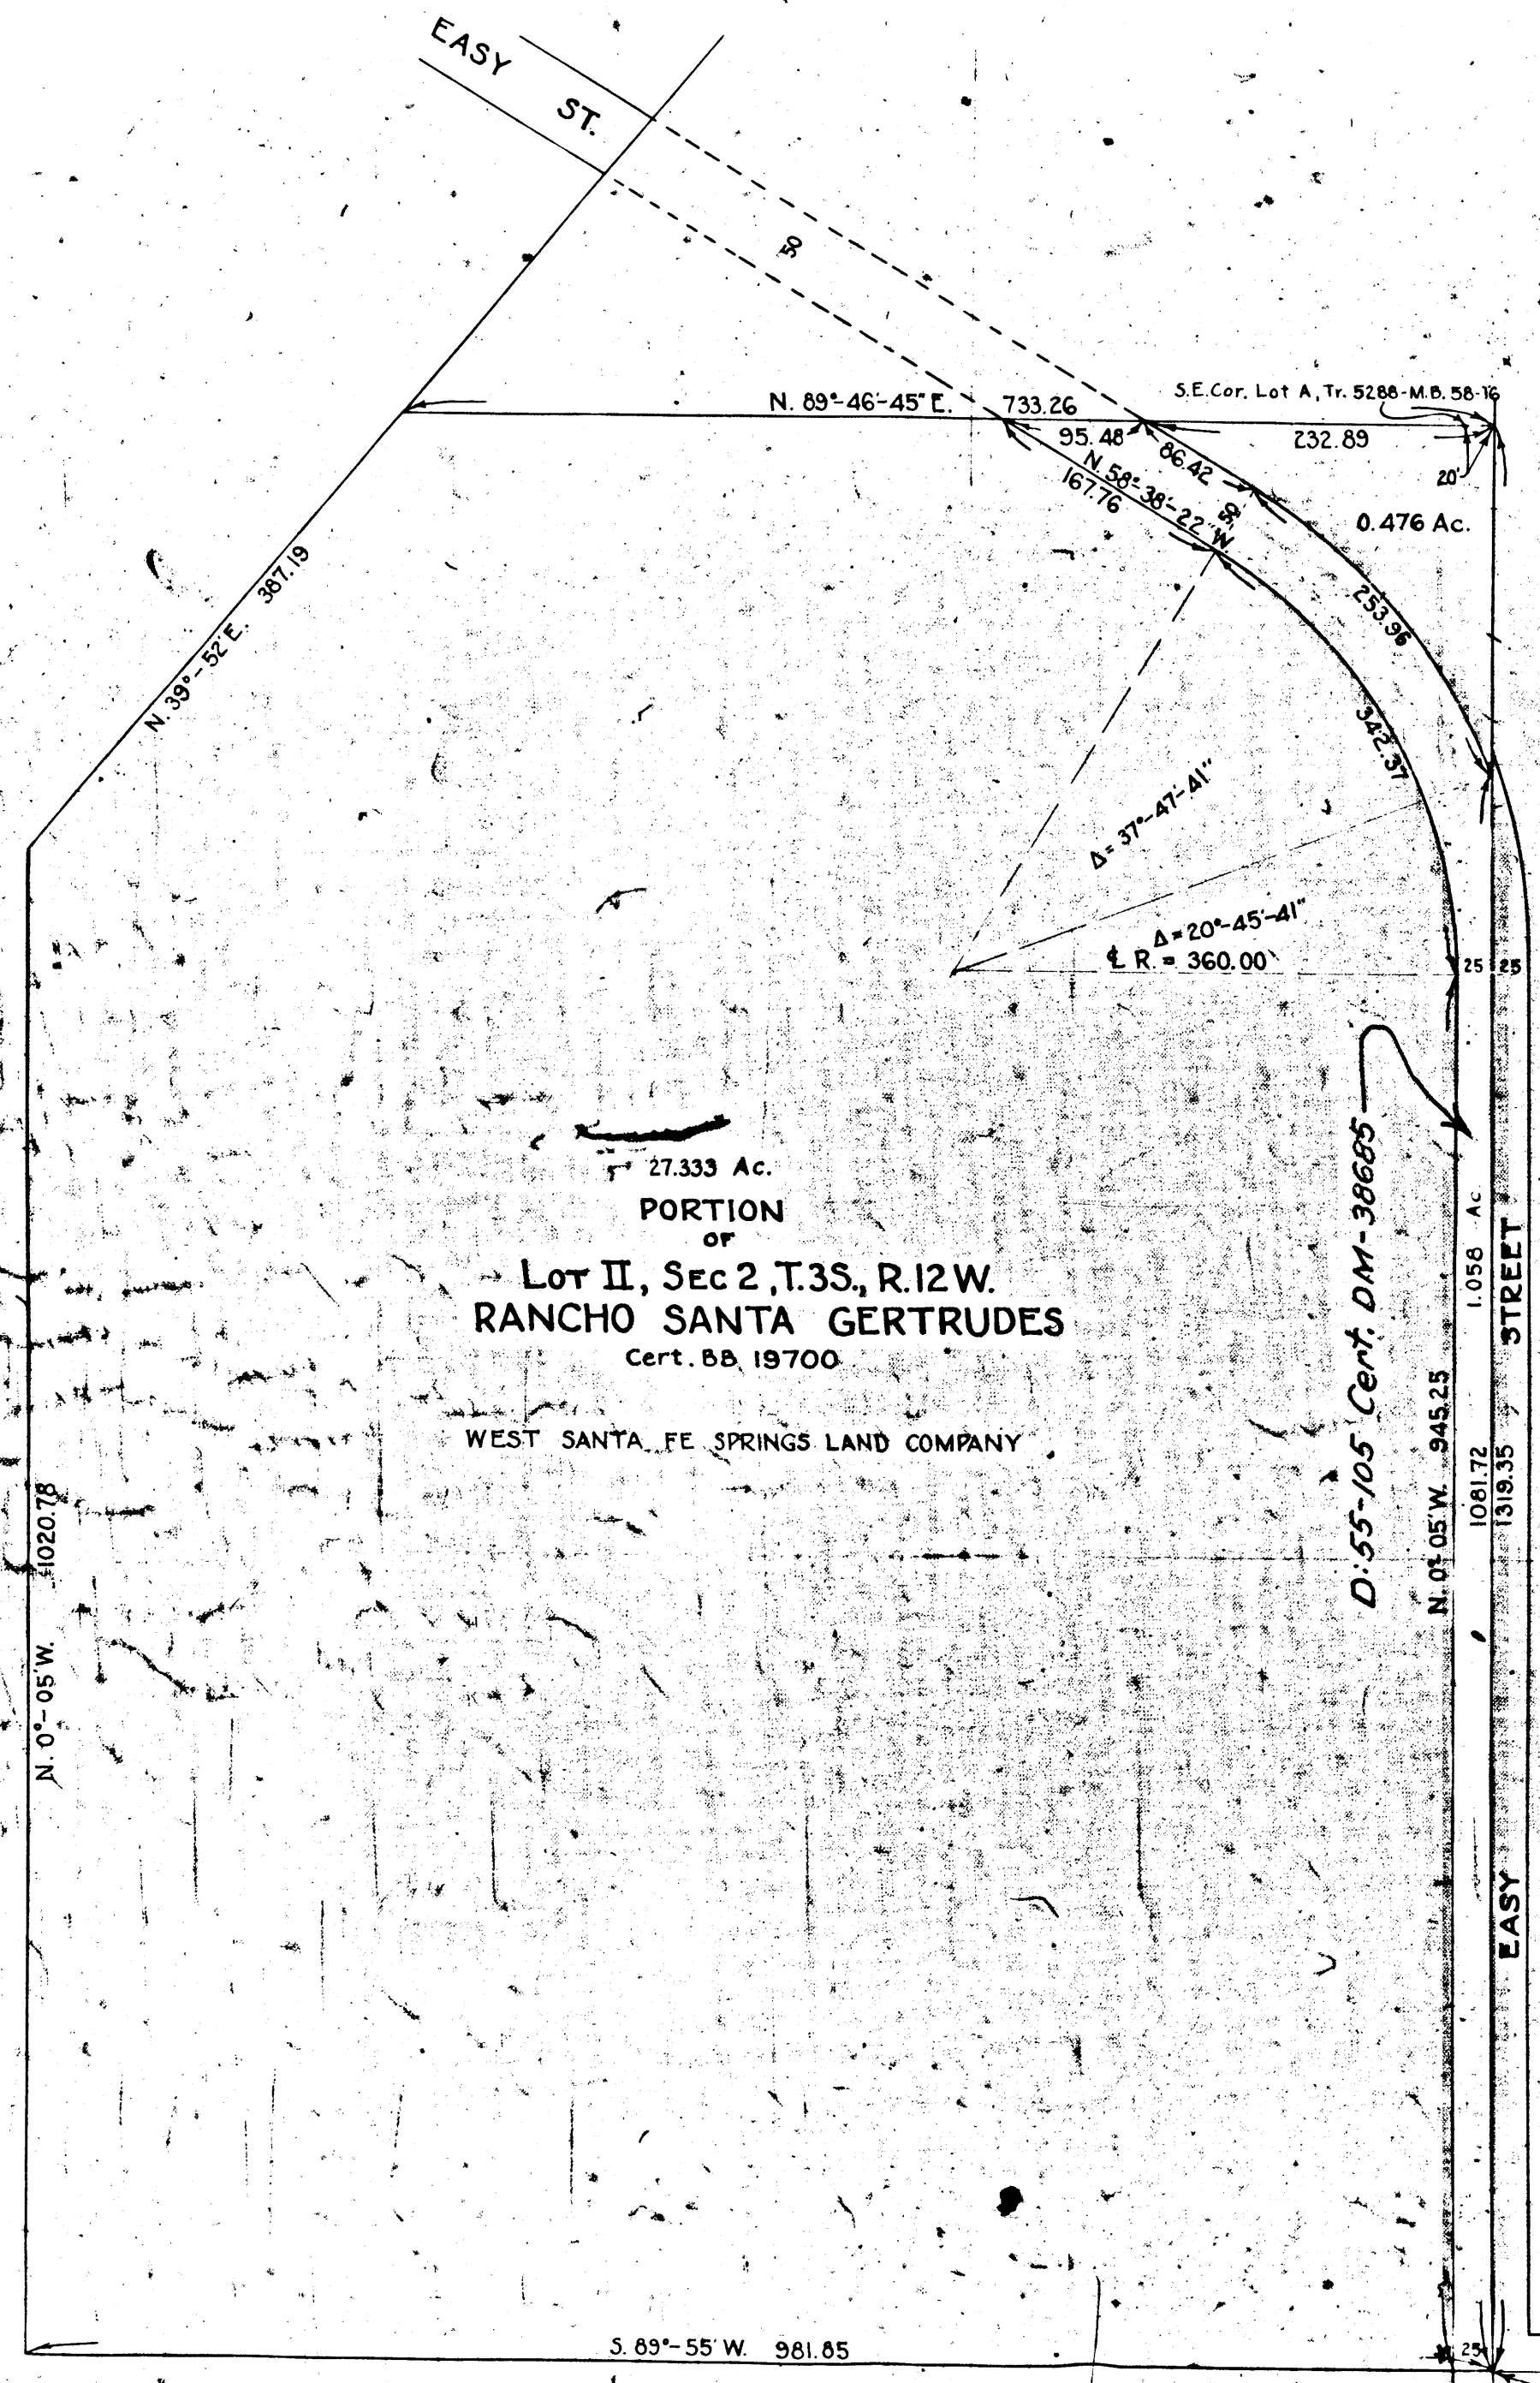 EASY
ST.
50
N. 89°-46'-45" E. 733.26
S.E. Cor. Lot A, Tr. 5288-M.B. 58-16
95.48
232.89
86.42
20'
N. 58°-38'-22" W.
167.76
50'
0.476 Ac.
N. 39°-52' E. 387.19
253.96
342.37
Δ= 37°-47'-41"
Δ=20°-45'-41"
℄ R. = 360.00'
25
25
27.333 Ac.
PORTION
OF
LOT II, SEC 2, T.3S., R.12W.
RANCHO SANTA GERTRUDES
Cert. BB 19700
WEST SANTA FE SPRINGS LAND COMPANY
D:55-105 Cert. DM-38685
N. 0°-05' W. 945.25
1.058 Ac.
1081.72
1319.35
EASY STREET
N. 0°-05' W. 1020.78
S. 89°-55' W. 981.85
25